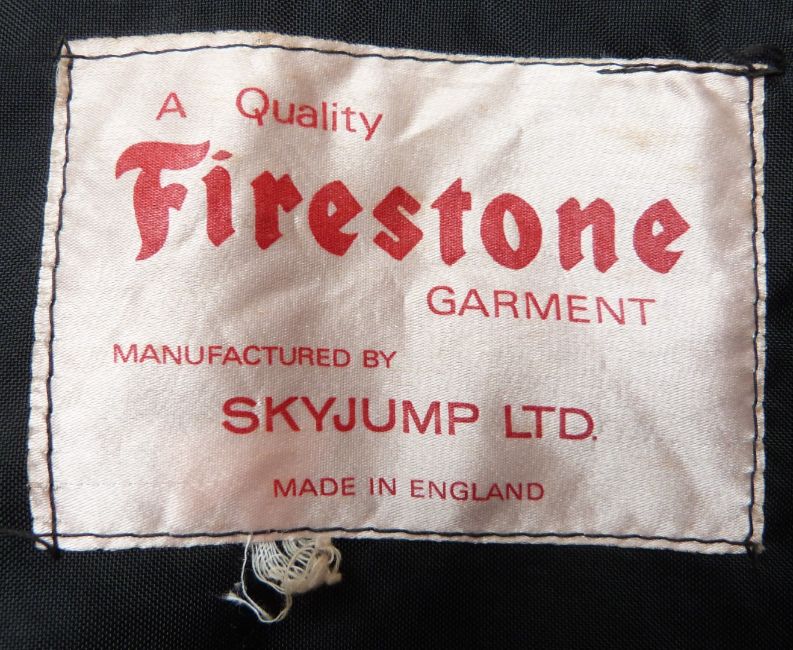 A Quality
Firestone
GARMENT
MANUFACTURED BY
SKYJUMP LTD.
MADE IN ENGLAND